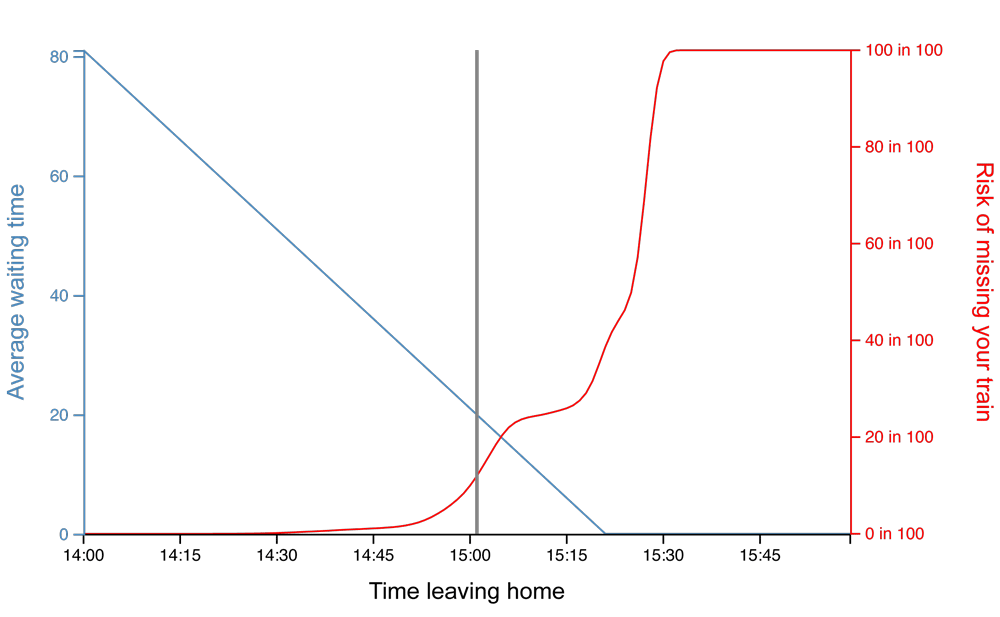 Average waiting time
80
60
40
20
0
14:00 14:15 14:30 14:45 15:00 15:15 15:30 15:45
Time leaving home
100 in 100
80 in 100
60 in 100
40 in 100
20 in 100
0 in 100
Risk of missing your train